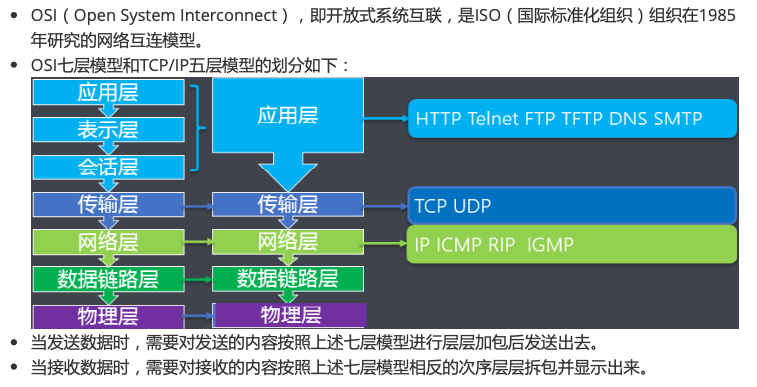 OSI（Open System Interconnect），即开放式系统互联，是ISO（国际标准化组织）组织在1985
年研究的网络互连模型。
OSI七层模型和TCP/IP五层模型的划分如下：
应用层
表示层
会话层
传输层
网络层
数据链路层
物理层
应用层
传输层
网络层
数据链路层
物理层
HTTP Telnet FTP TFTP DNS SMTP
TCP UDP
IP ICMP RIP IGMP
当发送数据时，需要对发送的内容按照上述七层模型进行层层加包后发送出去。
当接收数据时，需要对接收的内容按照上述七层模型相反的次序层层拆包并显示出来。